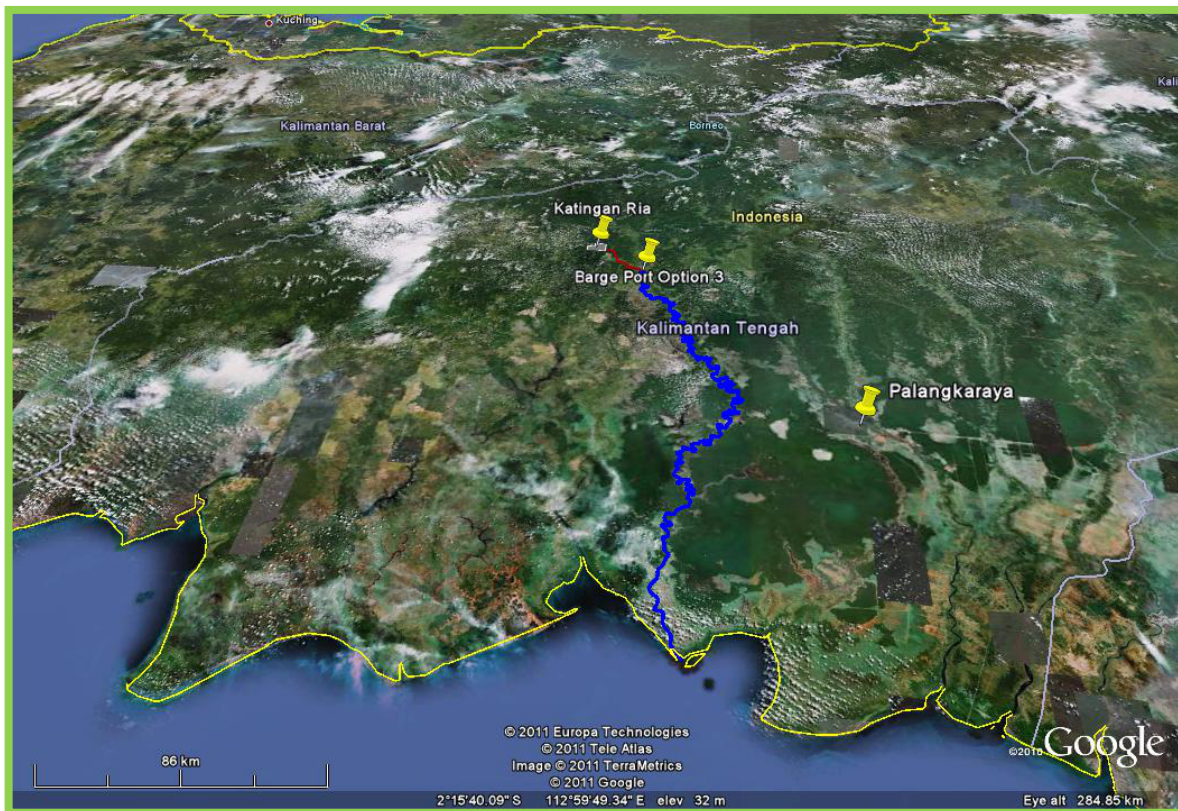 Kuching
Kalimantan Barat
Borneo
Kali
Katingan Ria
Indonesia
Barge Port Option 3
Kalimantan Tengah
Palangkaraya
© 2011 Europa Technologies
© 2011 Tele Atlas
Image © 2011 TerraMetrics
© 2011 Google
©2010 Google
86 km
2°15'40.09" S 112°59'49.34" E elev 32 m
Eye alt 284.85 km